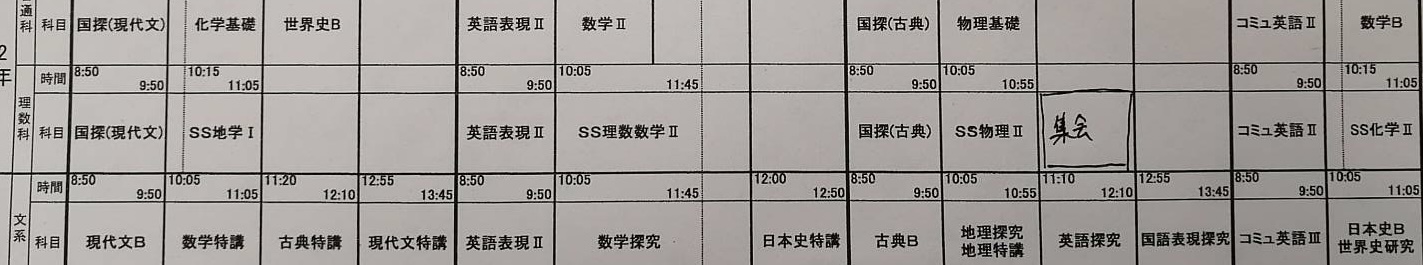 通科 科目 国探(現代文) 化学基礎 世界史B 英語表現Ⅱ 数学Ⅱ 国探(古典) 物理基礎 コミュ英語Ⅱ 数学B
2年
理数科 時間 8:50 9:50 10:15 11:05 8:50 9:50 10:05 11:45 8:50 9:50 10:05 10:55 8:50 9:50 10:15 11:05
科目 国探(現代文) SS地学Ⅰ 英語表現Ⅱ SS理数数学Ⅱ 国探(古典) SS物理Ⅱ 集会 コミュ英語Ⅱ SS化学Ⅱ
文系 時間 8:50 9:50 10:05 11:05 11:20 12:10 12:55 13:45 8:50 9:50 10:05 11:45 12:00 12:50 8:50 9:50 10:05 10:55 11:10 12:10 12:55 13:45 8:50 9:50 10:05 11:05
科目 現代文B 数学特講 古典特講 現代文特講 英語表現Ⅱ 数学探究 日本史特講 古典B 地理探究 地理特講 英語探究 国語表現探究 コミュ英語Ⅲ 日本史B 世界史研究